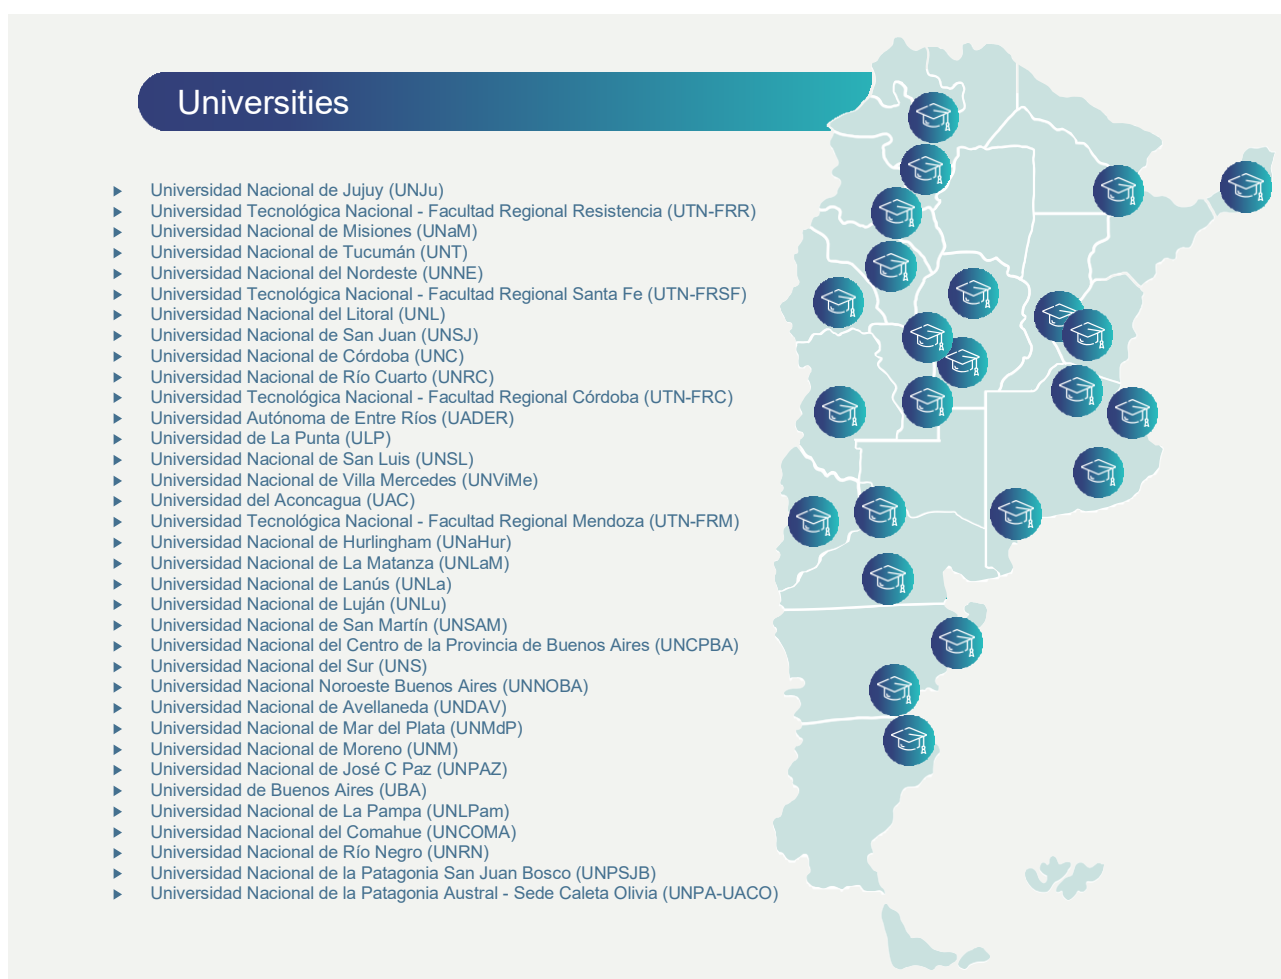 Universities
Universidad Nacional de Jujuy (UNJu)
Universidad Tecnológica Nacional - Facultad Regional Resistencia (UTN-FRR)
Universidad Nacional de Misiones (UNaM)
Universidad Nacional de Tucumán (UNT)
Universidad Nacional del Nordeste (UNNE)
Universidad Tecnológica Nacional - Facultad Regional Santa Fe (UTN-FRSF)
Universidad Nacional del Litoral (UNL)
Universidad Nacional de San Juan (UNSJ)
Universidad Nacional de Córdoba (UNC)
Universidad Nacional de Río Cuarto (UNRC)
Universidad Tecnológica Nacional - Facultad Regional Córdoba (UTN-FRC)
Universidad Autónoma de Entre Ríos (UADER)
Universidad de La Punta (ULP)
Universidad Nacional de San Luis (UNSL)
Universidad Nacional de Villa Mercedes (UNViMe)
Universidad del Aconcagua (UAC)
Universidad Tecnológica Nacional - Facultad Regional Mendoza (UTN-FRM)
Universidad Nacional de Hurlingham (UNaHur)
Universidad Nacional de La Matanza (UNLaM)
Universidad Nacional de Lanús (UNLa)
Universidad Nacional de Luján (UNLu)
Universidad Nacional de San Martín (UNSAM)
Universidad Nacional del Centro de la Provincia de Buenos Aires (UNCPBA)
Universidad Nacional del Sur (UNS)
Universidad Nacional Noroeste Buenos Aires (UNNOBA)
Universidad Nacional de Avellaneda (UNDAV)
Universidad Nacional de Mar del Plata (UNMdP)
Universidad Nacional de Moreno (UNM)
Universidad Nacional de José C Paz (UNPAZ)
Universidad de Buenos Aires (UBA)
Universidad Nacional de La Pampa (UNLPam)
Universidad Nacional del Comahue (UNCOMA)
Universidad Nacional de Río Negro (UNRN)
Universidad Nacional de la Patagonia San Juan Bosco (UNPSJB)
Universidad Nacional de la Patagonia Austral - Sede Caleta Olivia (UNPA-UACO)